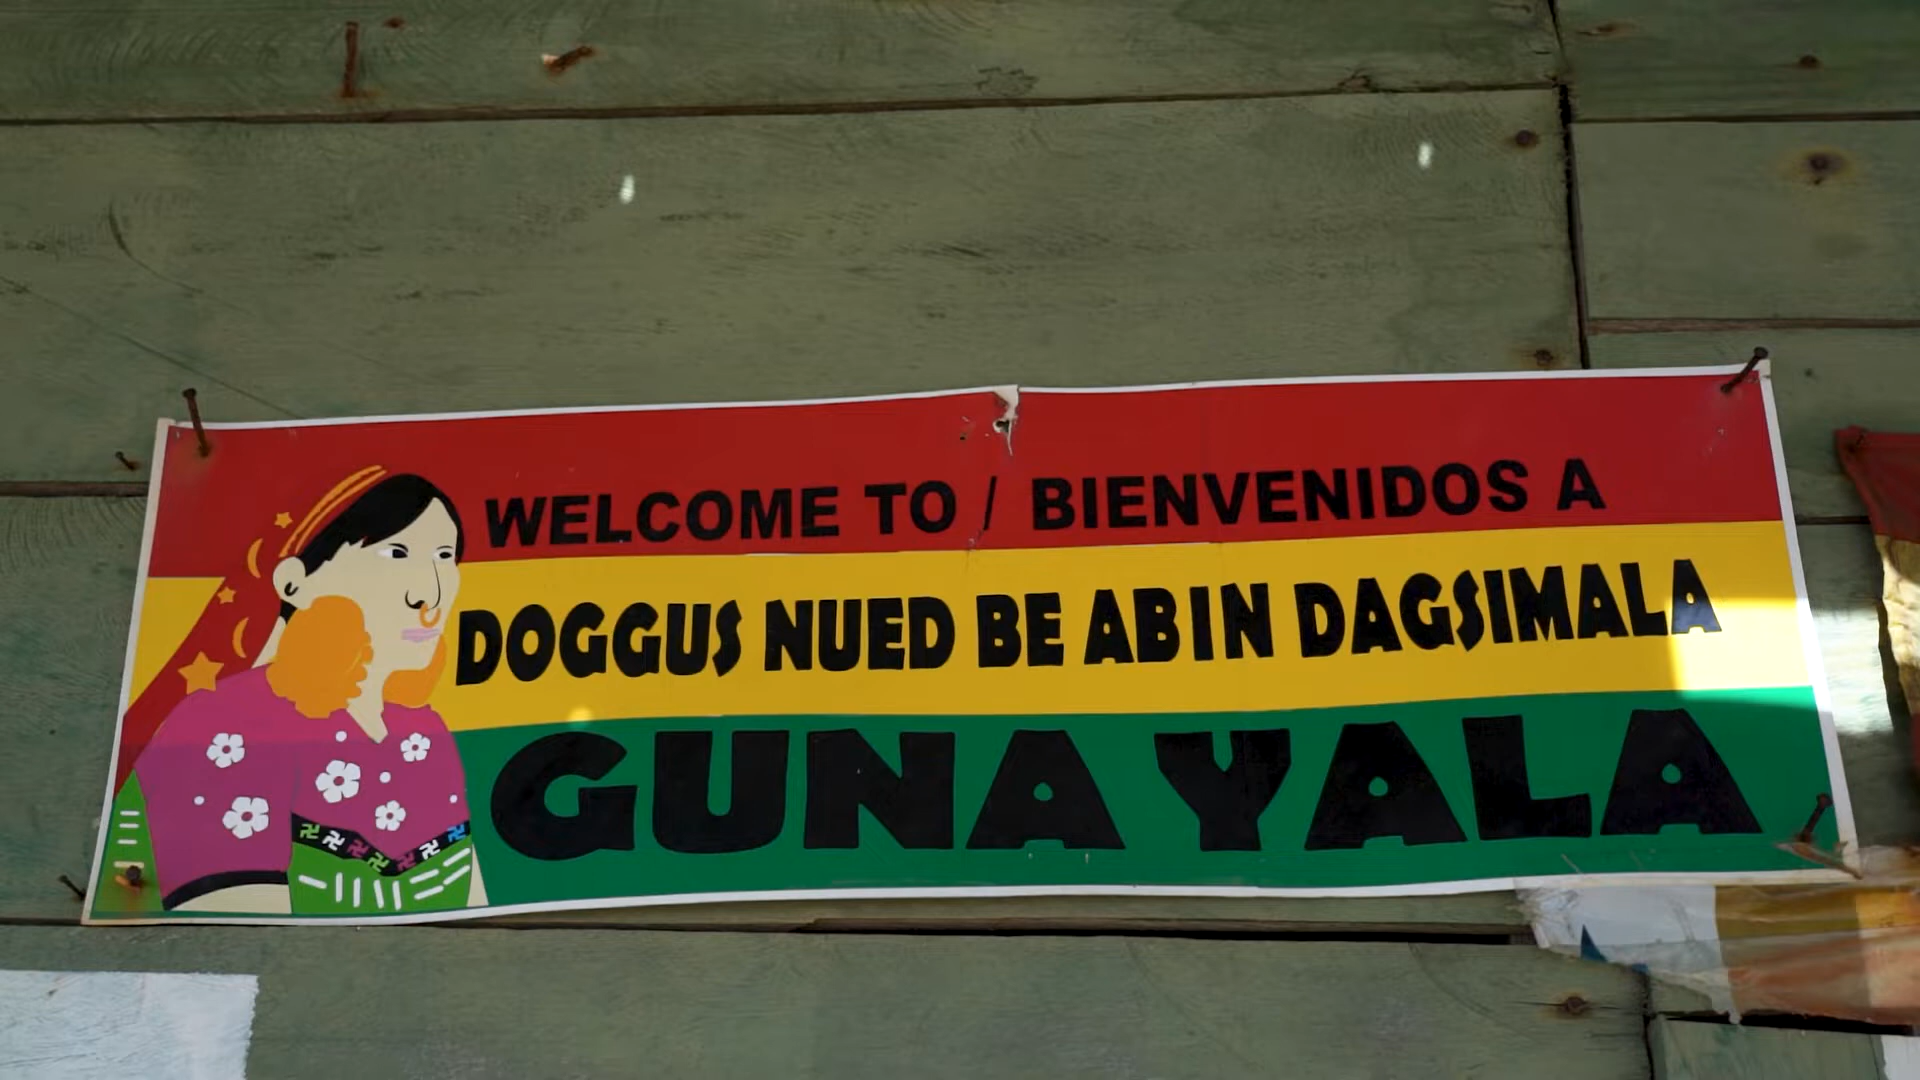 WELCOME TO / BIENVENIDOS A
DOGGUS NUED BE ABIN DAGSIMALA
GUNA YALA